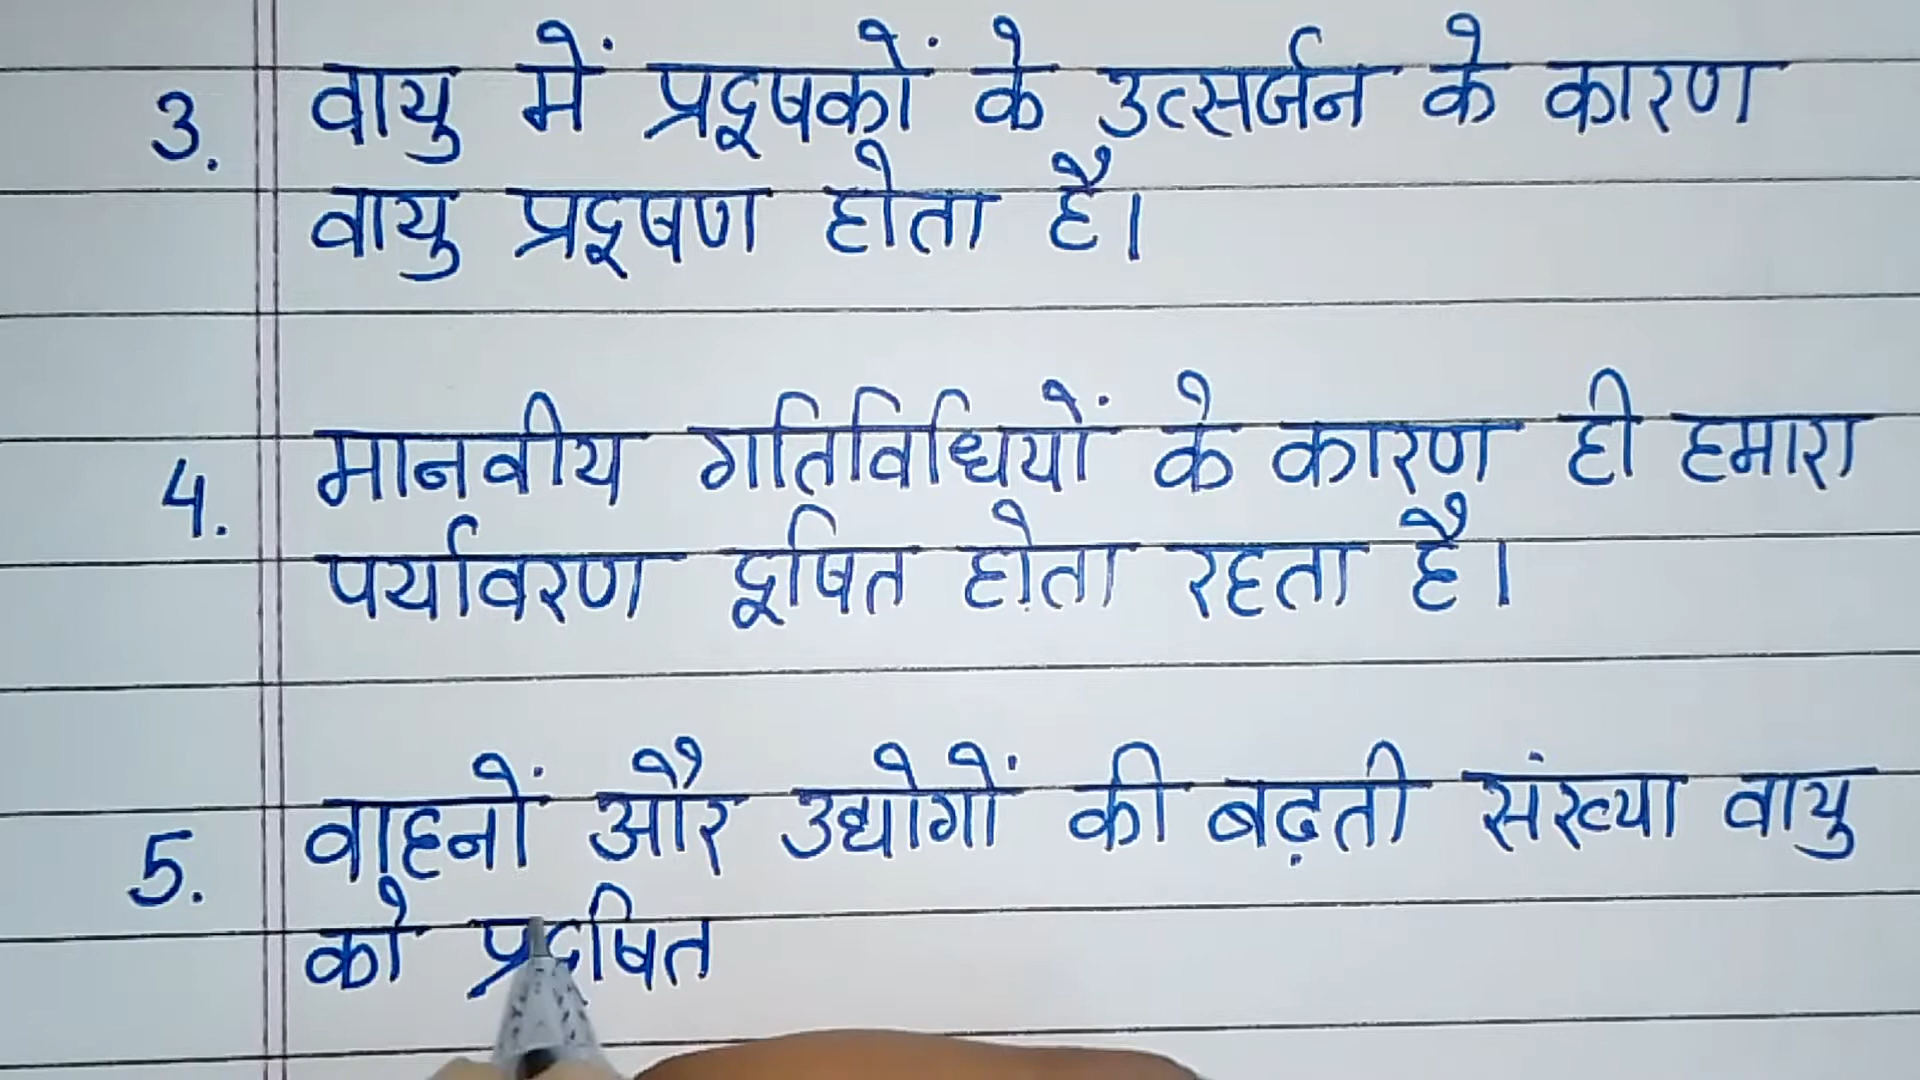 3. वायु में प्रदूषकों के उत्सर्जन के कारण
वायु प्रदूषण होता है।
4. मानवीय गतिविधियों के कारण ही हमारा
पर्यावरण दूषित होता रहता है।
5. वाहनों और उद्योगों की बढ़ती संख्या वायु
को प्रदूषित